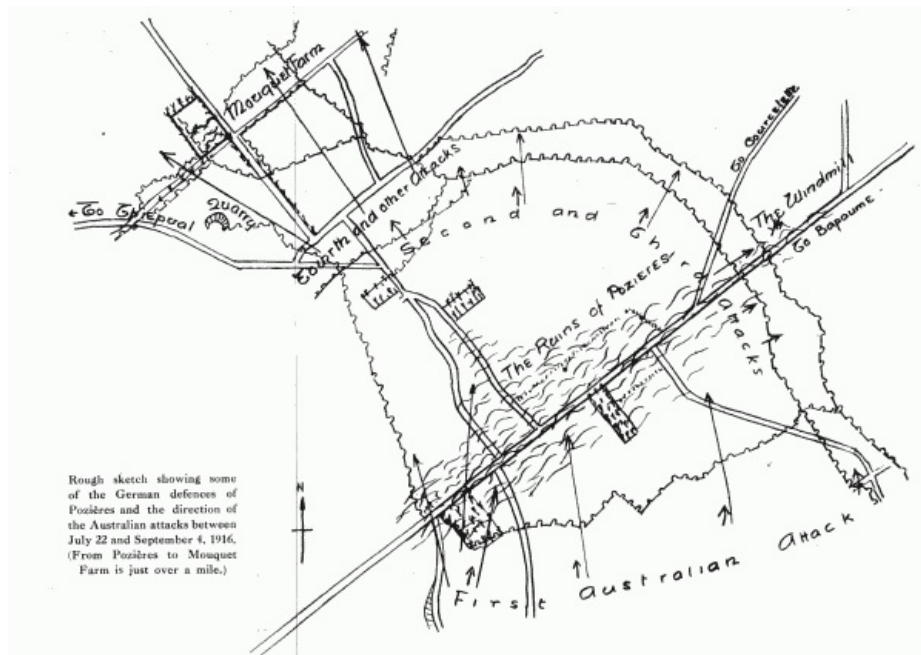 Mouquet Farm
To Courcelette
The Windmill
To Bapaume
To Thiepval
Quarry
Fourth and other attacks
Second and
attacks
The Ruins of Pozieres
First Australian Attack
N
Rough sketch showing some
of the German defences of
Pozières and the direction of
the Australian attacks between
July 22 and September 4, 1916.
(From Pozières to Mouquet
Farm is just over a mile.)